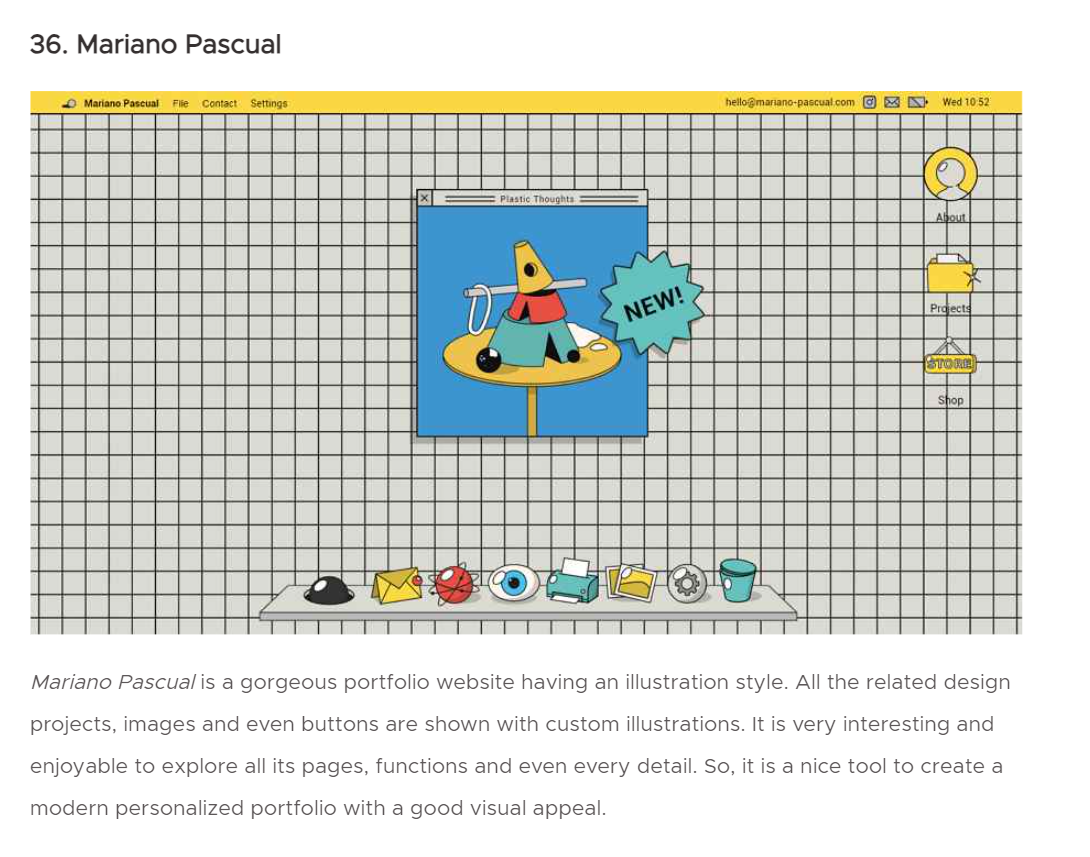 36. Mariano Pascual
Mariano Pascual File Contact Settings hello@mariano-pascual.com Wed 10:52
Plastic Thoughts
NEW!
About
Projects
STORE
Shop
Mariano Pascual is a gorgeous portfolio website having an illustration style. All the related design
projects, images and even buttons are shown with custom illustrations. It is very interesting and
enjoyable to explore all its pages, functions and even every detail. So, it is a nice tool to create a
modern personalized portfolio with a good visual appeal.